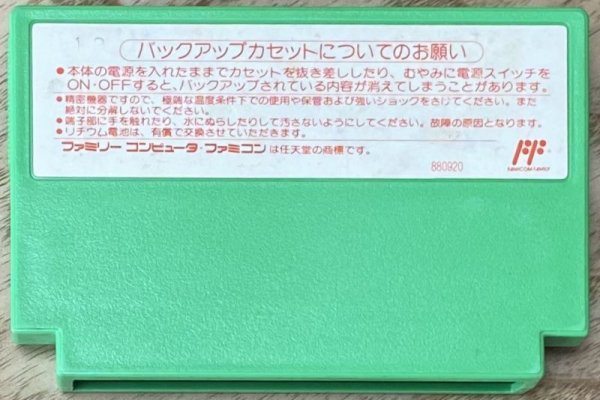 バックアップカセットについてのお願い
●本体の電源を入れたままでカセットを抜き差ししたり、むやみに電源スイッチを
ON・OFFすると、バックアップされている内容が消えてしまうことがあります。
●精密機器ですので、極端な温度条件下での使用や保管および強いショックをさけてください。また
絶対に分解しないでください。
●端子部に手を触れたり、水にぬらしたりして汚さないようにしてください。故障の原因となります。
●リチウム電池は、有償で交換させていただきます。
ファミリー コンピュータ・ファミコンは任天堂の商標です。
880920
FF